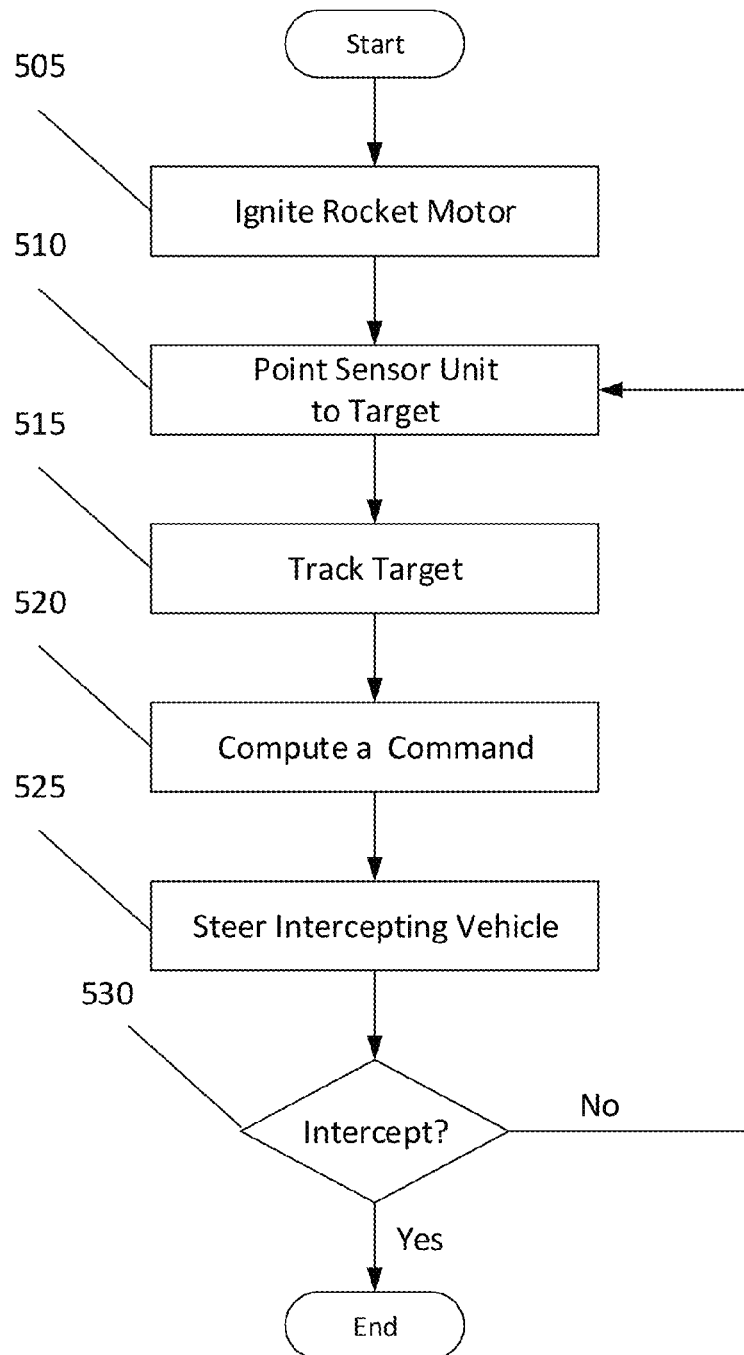 Start
505
Ignite Rocket Motor
510
Point Sensor Unit
to Target
515
Track Target
520
Compute a Command
525
Steer Intercepting Vehicle
530
Intercept?
No
Yes
End